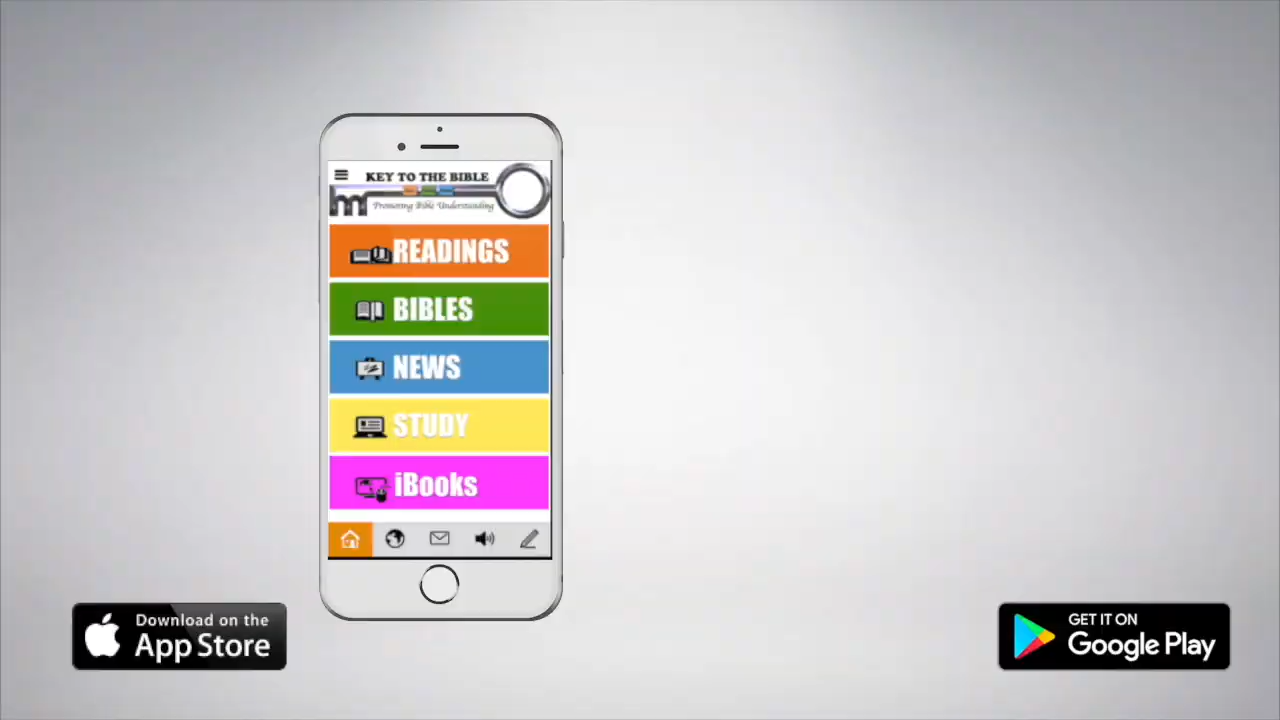 KEY TO THE BIBLE
Promoting Bible Understanding
READINGS
BIBLES
NEWS
STUDY
iBooks
Download on the
App Store
GET IT ON
Google Play